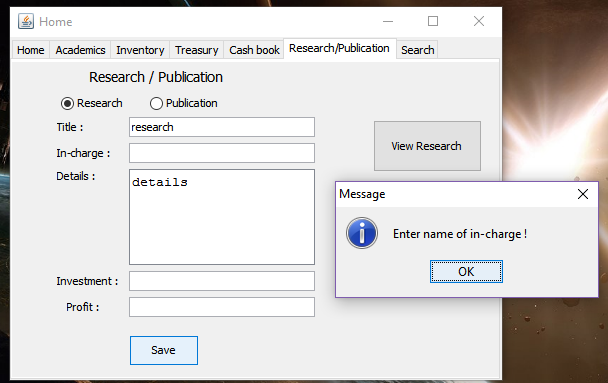 Home
Home Academics Inventory Treasury Cash book Research/Publication Search
Research / Publication
Research Publication
Title : research
In-charge :
View Research
Details : details
Message
Enter name of in-charge !
OK
Investment :
Profit :
Save